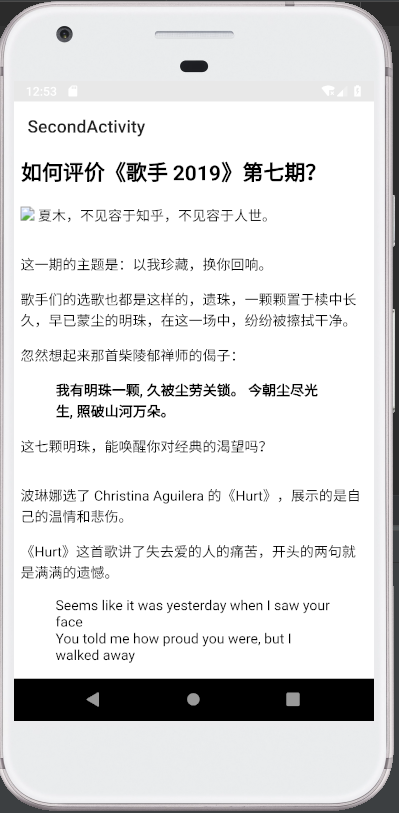 12:53
SecondActivity
如何评价《歌手 2019》第七期？
夏木，不见容于知乎，不见容于人世。
这一期的主题是：以我珍藏，换你回响。
歌手们的选歌也都是这样的，遗珠，一颗颗置于椟中长
久，早已蒙尘的明珠，在这一场中，纷纷被擦拭干净。
忽然想起来那首柴陵郁禅师的偈子：
我有明珠一颗, 久被尘劳关锁。 今朝尘尽光
生, 照破山河万朵。
这七颗明珠，能唤醒你对经典的渴望吗？
波琳娜选了 Christina Aguilera 的《Hurt》，展示的是自
己的温情和悲伤。
《Hurt》这首歌讲了失去爱的人的痛苦，开头的两句就
是满满的遗憾。
Seems like it was yesterday when I saw your
face
You told me how proud you were, but I
walked away